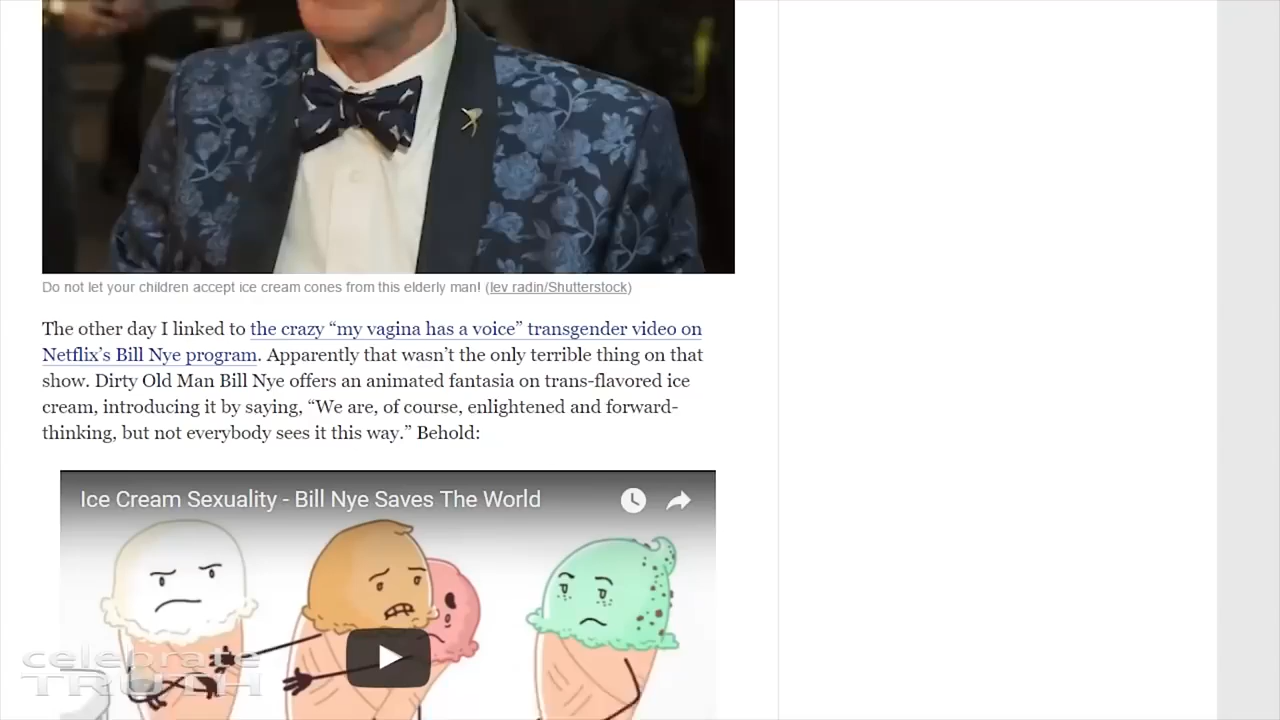 Do not let your children accept ice cream cones from this elderly man! (lev radin/Shutterstock)
The other day I linked to the crazy “my vagina has a voice” transgender video on
Netflix’s Bill Nye program. Apparently that wasn’t the only terrible thing on that
show. Dirty Old Man Bill Nye offers an animated fantasia on trans-flavored ice
cream, introducing it by saying, “We are, of course, enlightened and forward-
thinking, but not everybody sees it this way.” Behold:
Ice Cream Sexuality - Bill Nye Saves The World
celebrate
TRUTH